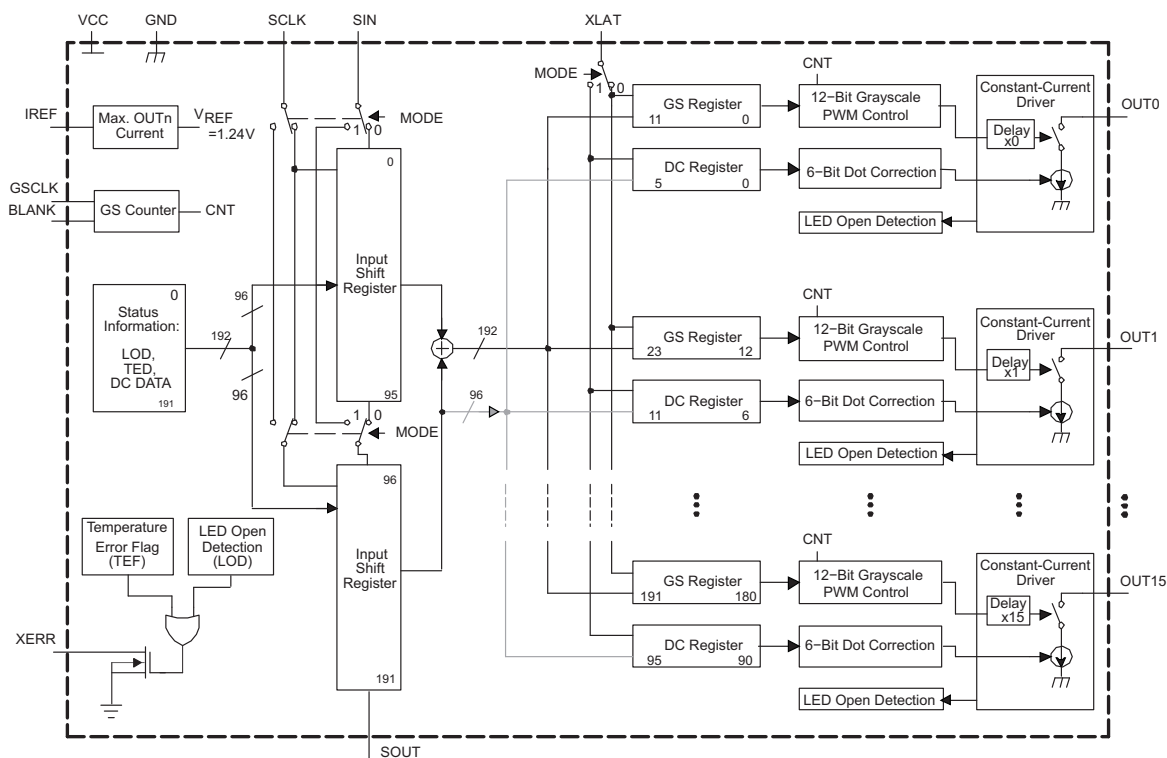 VCC
GND
SCLK
SIN
XLAT
IREF
Max. OUTn
Current
VREF
=1.24V
GSCLK
BLANK
GS Counter
CNT
0
Status
Information:
LOD,
TED,
DC DATA
191
192
96
96
1 0
MODE
0
Input
Shift
Register
95
1 0
MODE
96
Input
Shift
Register
191
SOUT
192
96
Temperature
Error Flag
(TEF)
LED Open
Detection
(LOD)
XERR
MODE
1 0
GS Register
11 0
DC Register
5 0
CNT
12−Bit Grayscale
PWM Control
6−Bit Dot Correction
LED Open Detection
Constant-Current
Driver
Delay
x0
OUT0
GS Register
23 12
DC Register
11 6
CNT
12−Bit Grayscale
PWM Control
6−Bit Dot Correction
LED Open Detection
Constant-Current
Driver
Delay
x1
OUT1
GS Register
191 180
DC Register
95 90
CNT
12−Bit Grayscale
PWM Control
6−Bit Dot Correction
LED Open Detection
Constant-Current
Driver
Delay
x15
OUT15